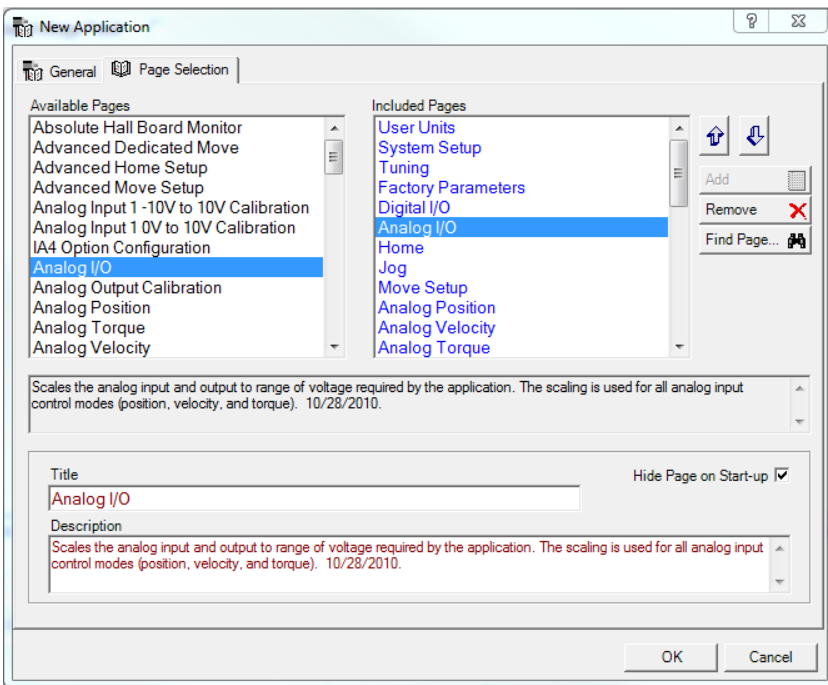 New Application
General
Page Selection
Available Pages
Absolute Hall Board Monitor
Advanced Dedicated Move
Advanced Home Setup
Advanced Move Setup
Analog Input 1 -10V to 10V Calibration
Analog Input 1 0V to 10V Calibration
IA4 Option Configuration
Analog I/O
Analog Output Calibration
Analog Position
Analog Torque
Analog Velocity
Included Pages
User Units
System Setup
Tuning
Factory Parameters
Digital I/O
Analog I/O
Home
Jog
Move Setup
Analog Position
Analog Velocity
Analog Torque
Add
Remove
Find Page...
Scales the analog input and output to range of voltage required by the application. The scaling is used for all analog input
control modes (position, velocity, and torque). 10/28/2010.
Title
Hide Page on Start-up
Analog I/O
Description
Scales the analog input and output to range of voltage required by the application. The scaling is used for all analog input
control modes (position, velocity, and torque). 10/28/2010.
OK
Cancel